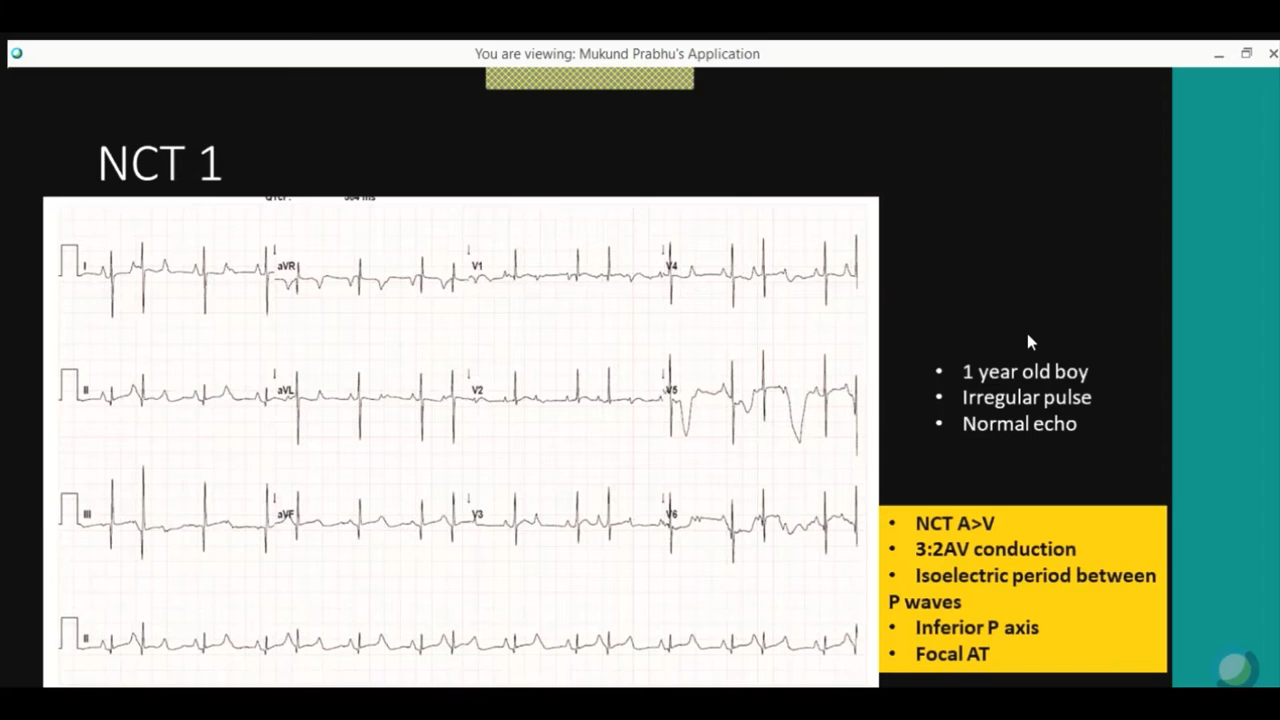 You are viewing: Mukund Prabhu's Application
NCT 1
I
aVR
V1
V4
II
aVL
V2
V5
III
aVF
V3
V6
II
• 1 year old boy
• Irregular pulse
• Normal echo
• NCT A>V
• 3:2AV conduction
• Isoelectric period between
P waves
• Inferior P axis
• Focal AT